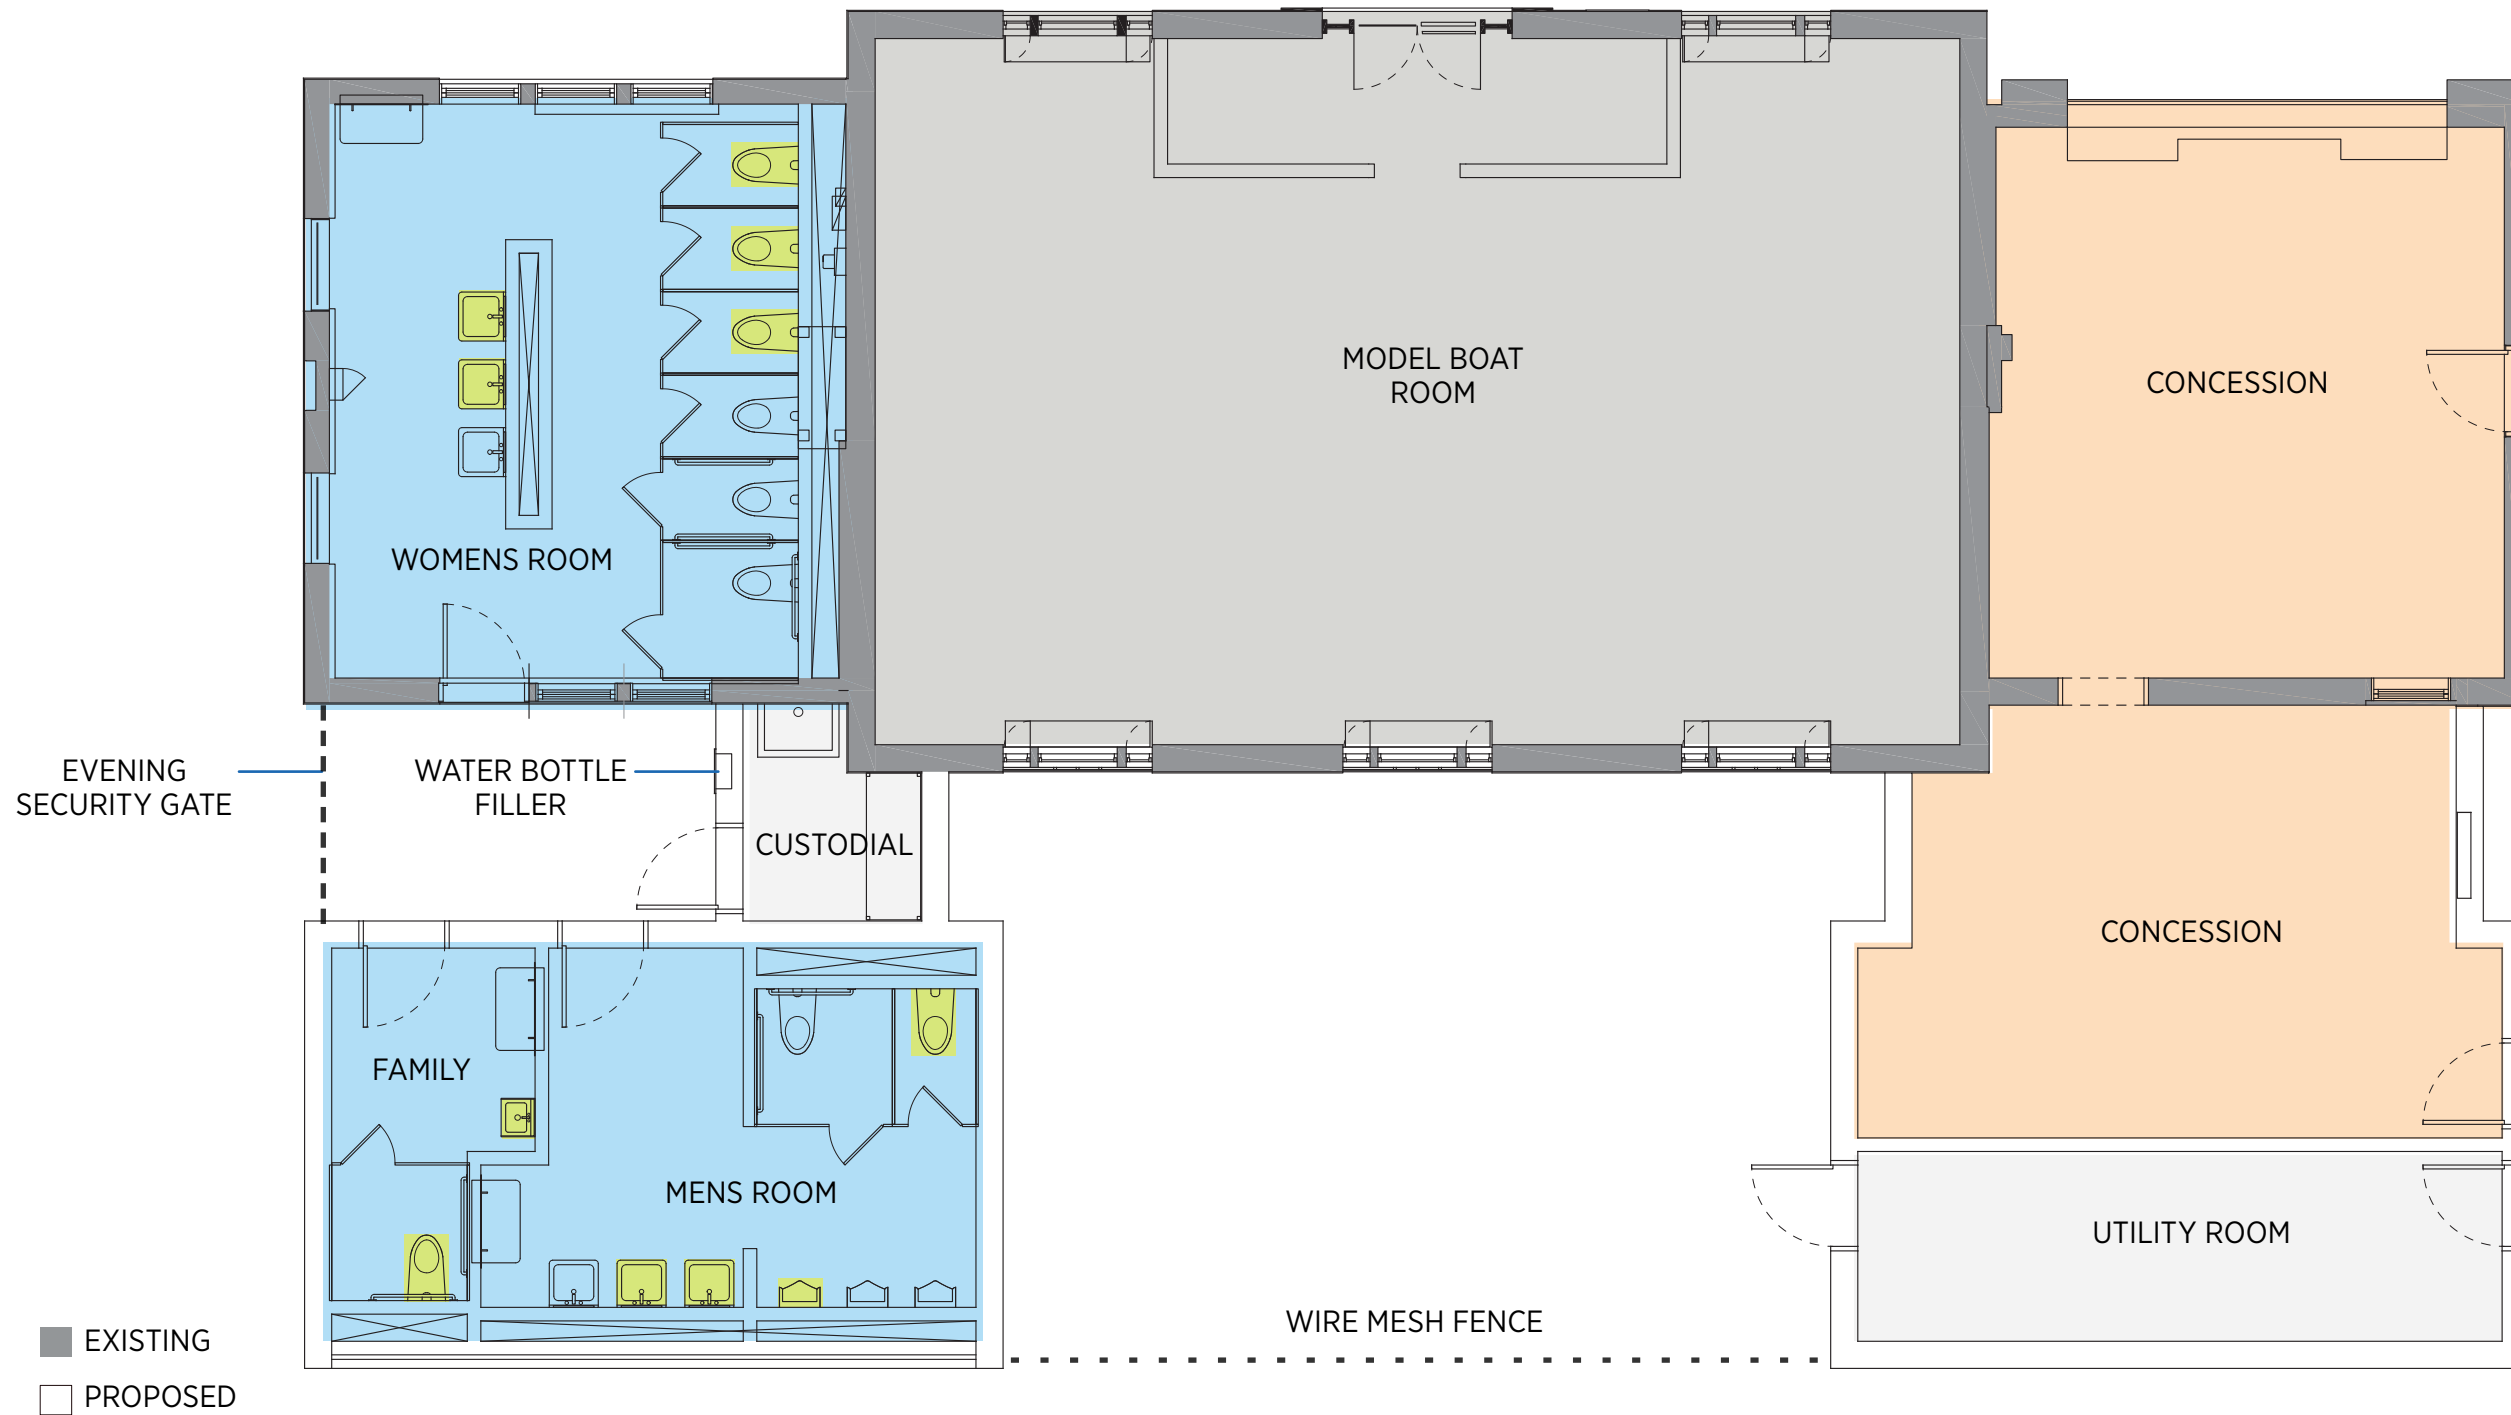 MODEL BOAT
ROOM
CONCESSION
WOMENS ROOM
EVENING
SECURITY GATE
WATER BOTTLE
FILLER
CUSTODIAL
CONCESSION
FAMILY
MENS ROOM
UTILITY ROOM
WIRE MESH FENCE
EXISTING
PROPOSED